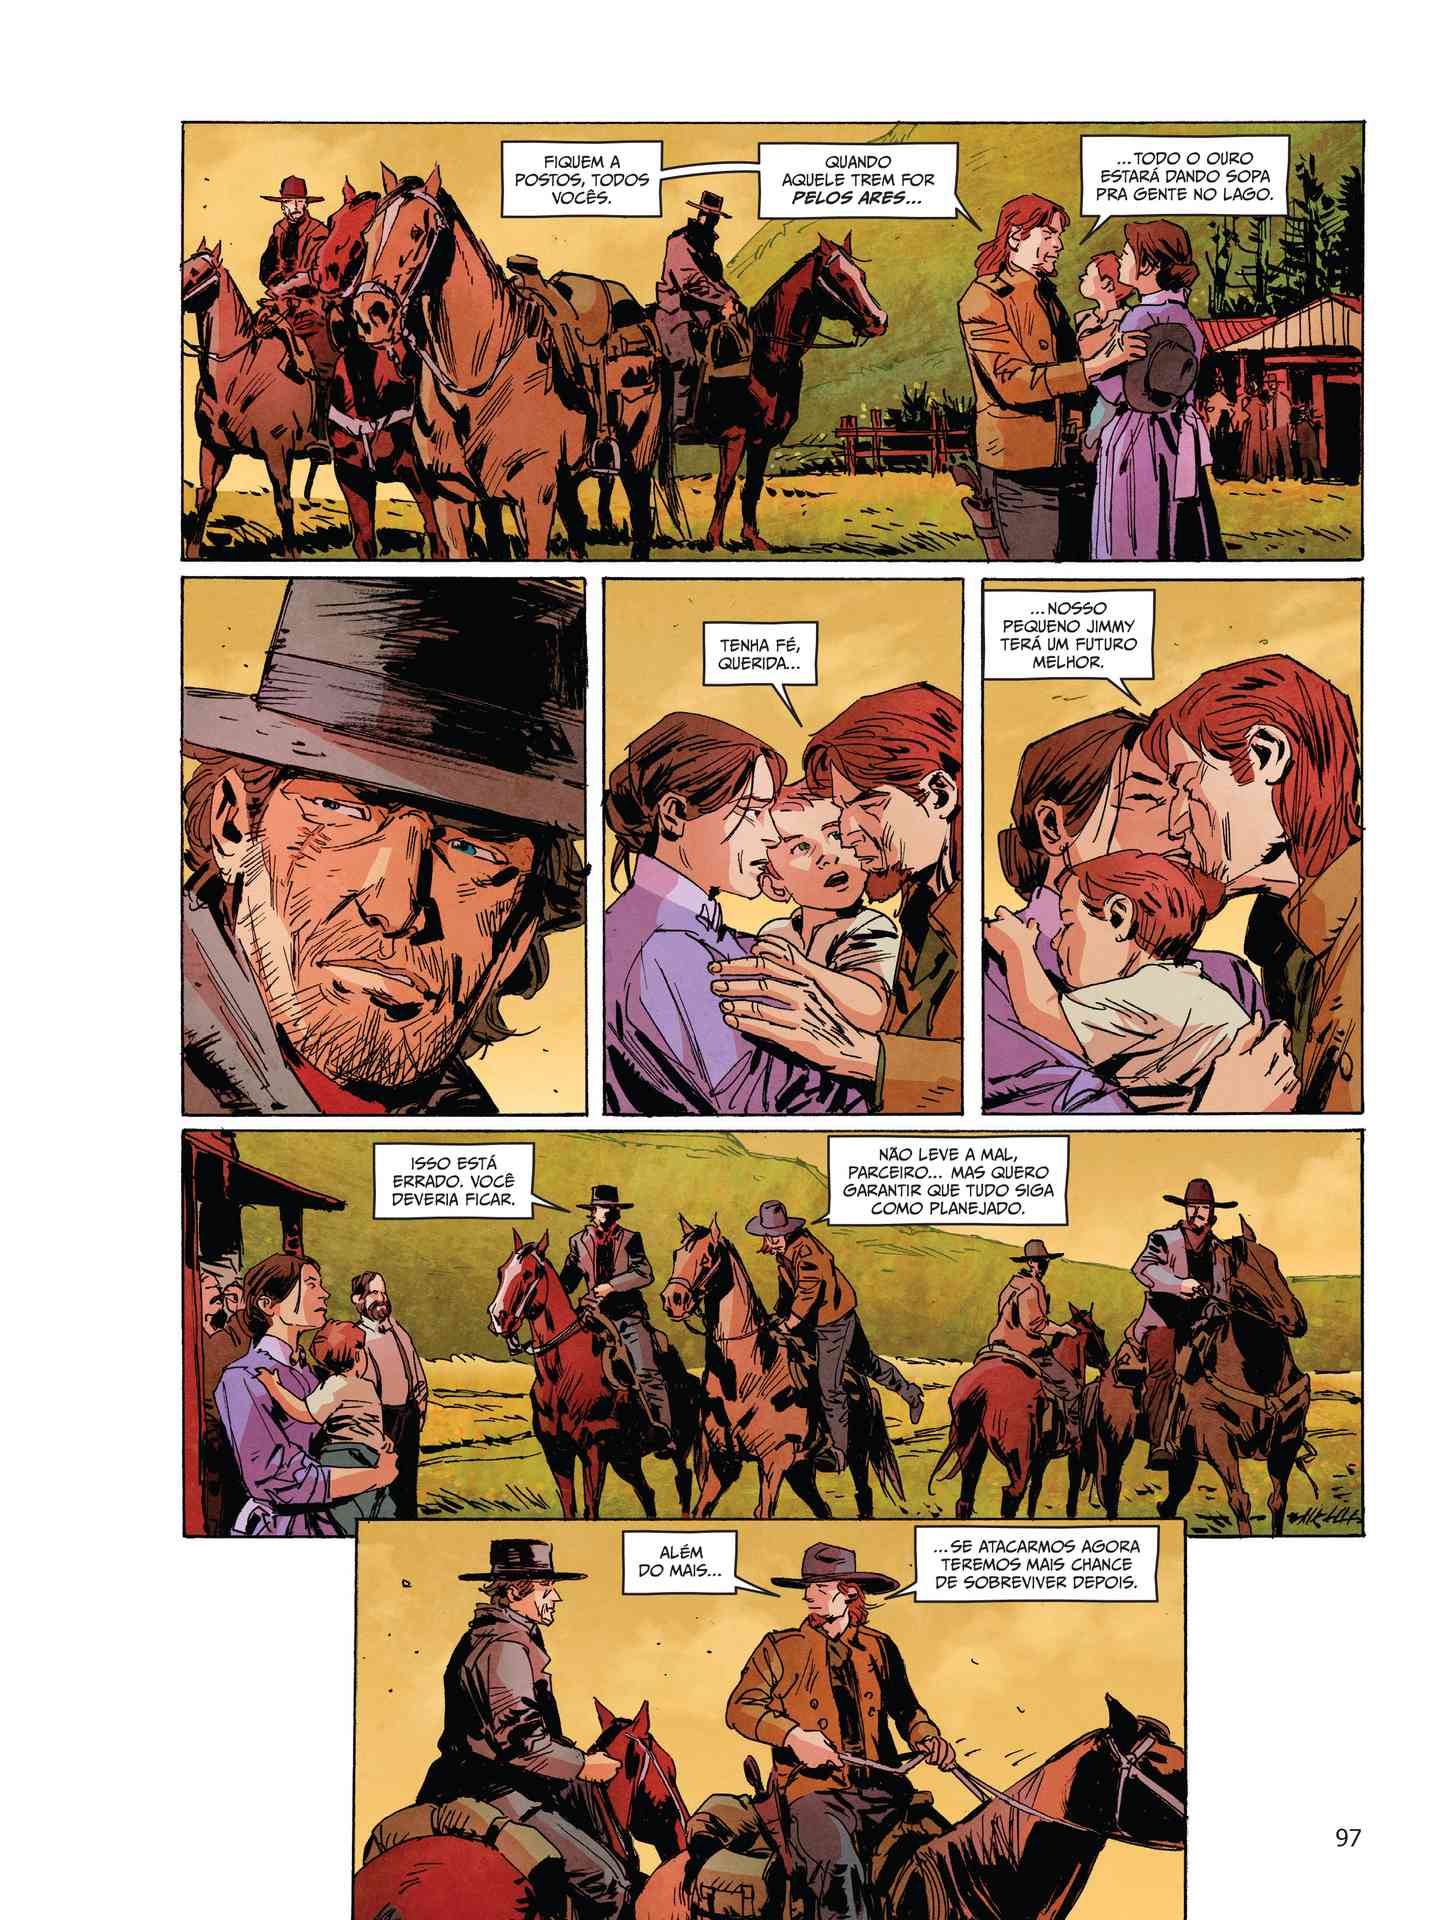 FIQUEM A
POSTOS, TODOS
VOCÊS.
QUANDO
AQUELE TREM FOR
PELOS ARES...
...TODO O OURO
ESTARÁ DANDO SOPA
PRA GENTE NO LAGO.
TENHA FÉ,
QUERIDA...
...NOSSO
PEQUENO JIMMY
TERÁ UM FUTURO
MELHOR.
ISSO ESTÁ
ERRADO. VOCÊ
DEVERIA FICAR.
NÃO LEVE A MAL,
PARCEIRO... MAS QUERO
GARANTIR QUE TUDO SIGA
COMO PLANEJADO.
ALÉM
DO MAIS...
...SE ATACARMOS AGORA
TEREMOS MAIS CHANCE
DE SOBREVIVER DEPOIS.
97